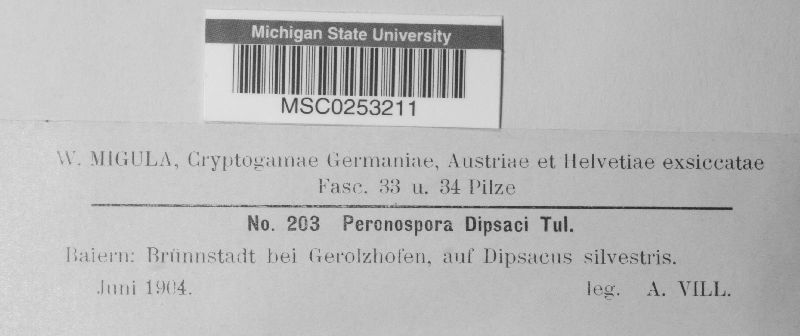 Michigan State University
MSC0253211
W. MIGULA, Cryptogamae Germaniae, Austriae et Helvetiae exsiccatae
Fasc. 33 u. 34 Pilze
No. 203 Peronospora Dipsaci Tul.
Baiern: Brünnstadt bei Gerolzhofen, auf Dipsacus silvestris.
Juni 1904. leg. A. VILL.